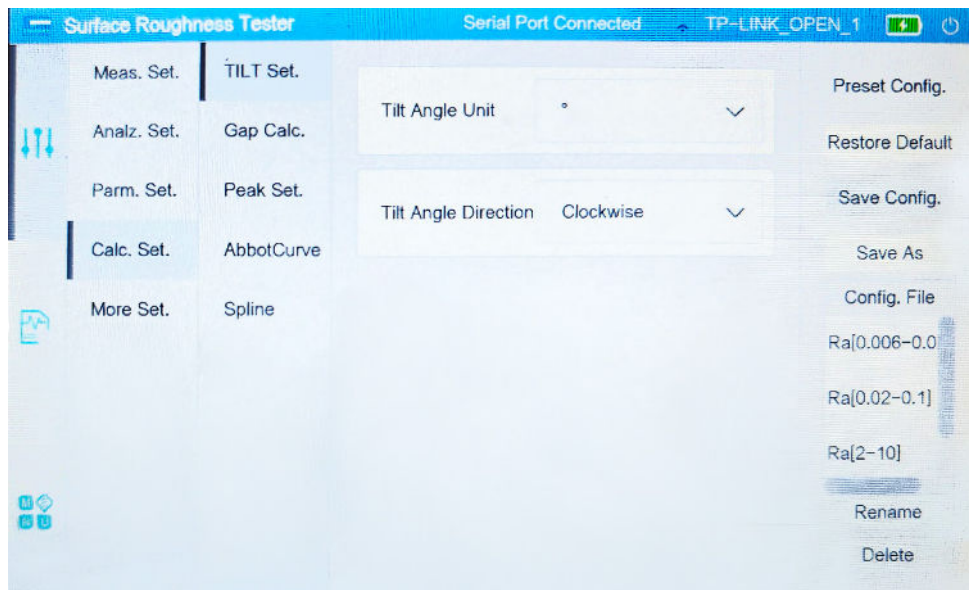 Surface Roughness Tester Serial Port Connected TP-LINK_OPEN_1
Meas. Set.
Analz. Set.
Parm. Set.
Calc. Set.
More Set.
TILT Set.
Gap Calc.
Peak Set.
AbbotCurve
Spline
Tilt Angle Unit °
Tilt Angle Direction Clockwise
Preset Config.
Restore Default
Save Config.
Save As
Config. File
Ra[0.006-0.0
Ra[0.02-0.1]
Ra[2-10]
Rename
Delete